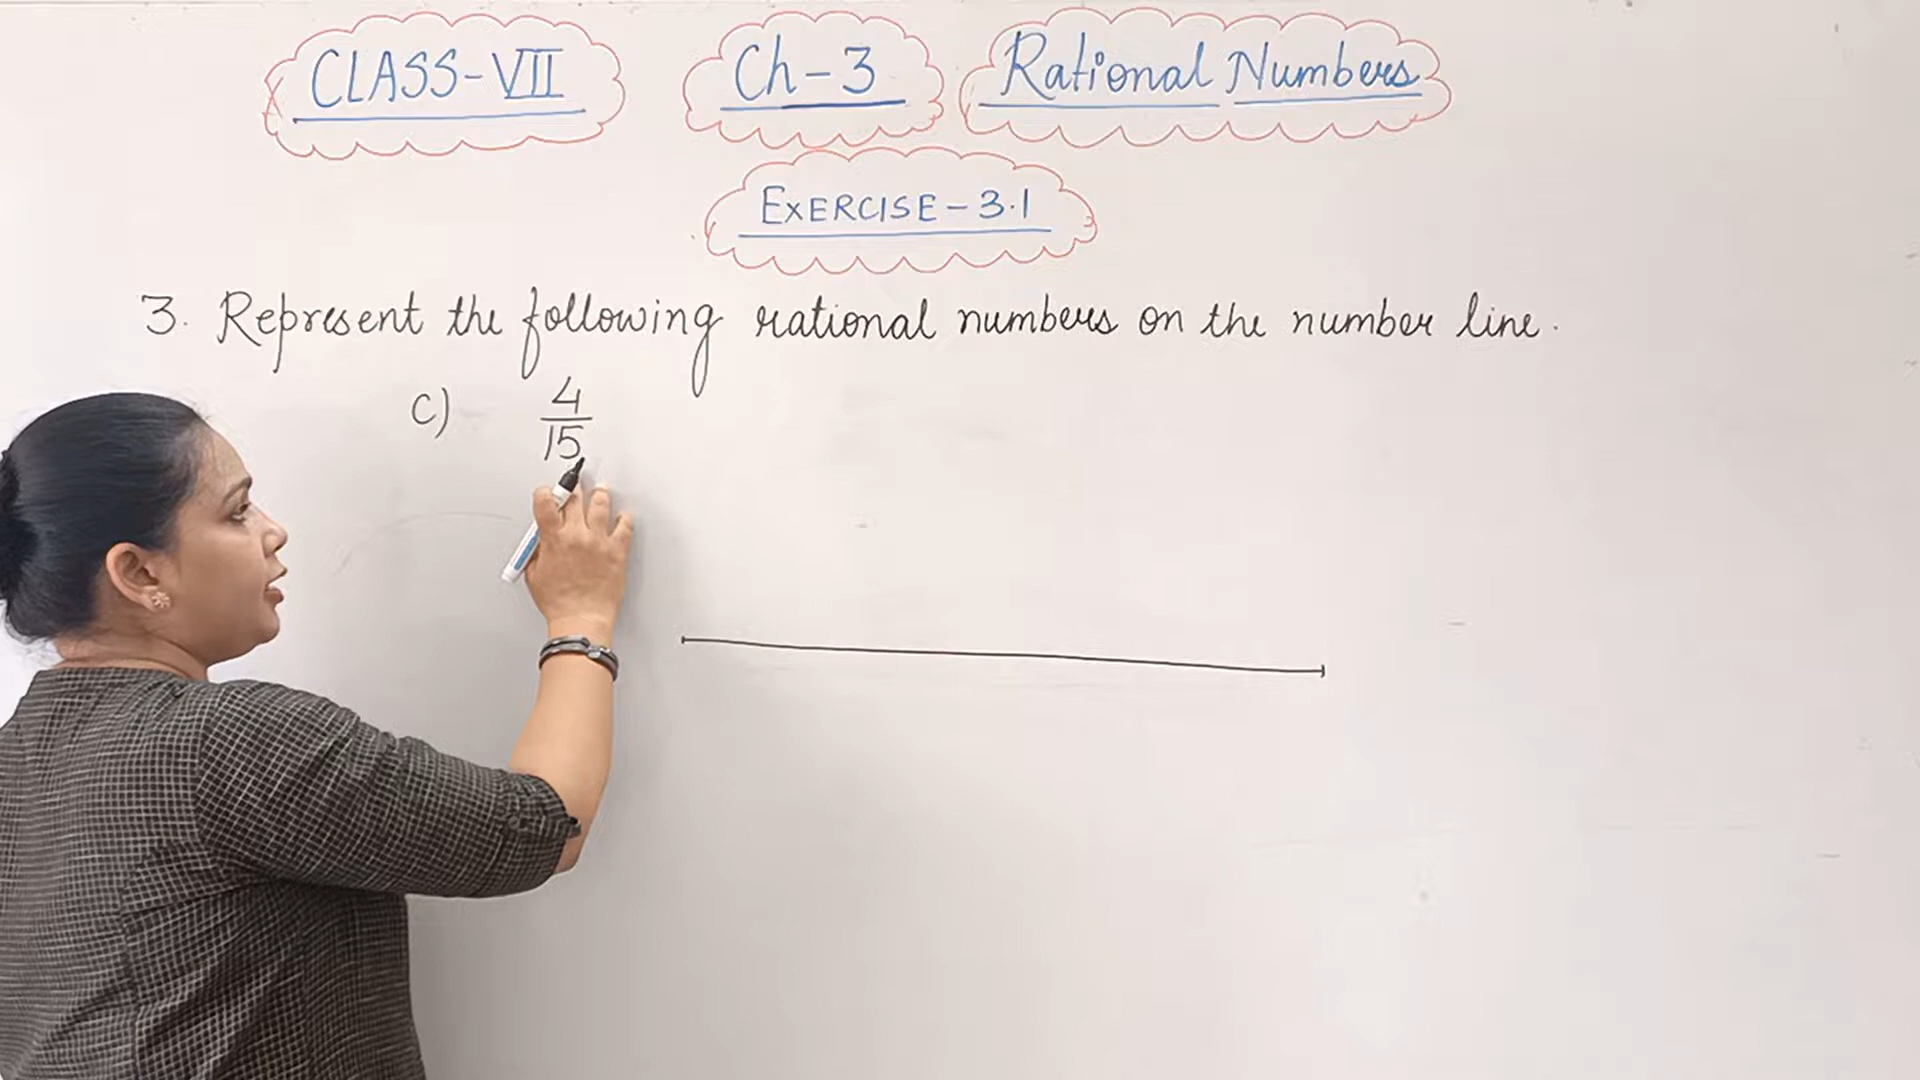 CLASS-VII Ch-3 Rational Numbers
EXERCISE-3.1
3. Represent the following rational numbers on the number line.
c) 4/15